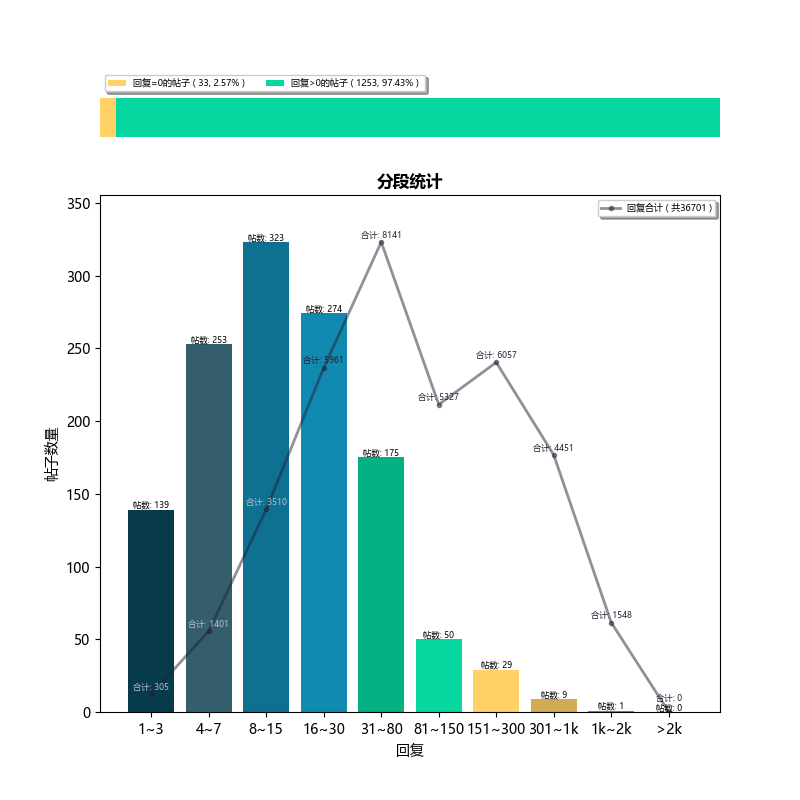 回复=0的帖子 ( 33, 2.57% ) 回复>0的帖子 ( 1253, 97.43% )
分段统计
回复合计 ( 共36701 )
350
300
250
200
150
100
50
0
帖子数量
帖数: 139
帖数: 253
帖数: 323
帖数: 274
帖数: 175
帖数: 50
帖数: 29
帖数: 9
帖数: 1
帖数: 0
合计: 305
合计: 1401
合计: 3510
合计: 5961
合计: 8141
合计: 5327
合计: 6057
合计: 4451
合计: 1548
合计: 0
1~3 4~7 8~15 16~30 31~80 81~150 151~300 301~1k 1k~2k >2k
回复